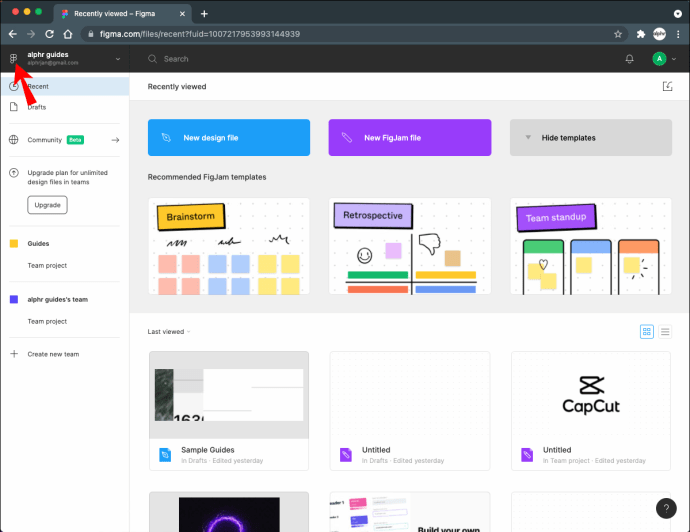 Recently viewed – Figma
figma.com/files/recent?fuid=1007217953993144939
alphr
alphr guides
alphrjan@gmail.com
Search
A
Recent
Recently viewed
Drafts
Community Beta
Upgrade plan for unlimited
design files in teams
Upgrade
Guides
Team project
alphr guides's team
Team project
Create new team
New design file
New FigJam file
Hide templates
Recommended FigJam templates
Brainstorm
Retrospective
Team standup
Last viewed
CapCut
Sample Guides
In Drafts · Edited yesterday
Untitled
In Drafts · Edited yesterday
Untitled
In Team project · Edited yesterday
Build your own
?